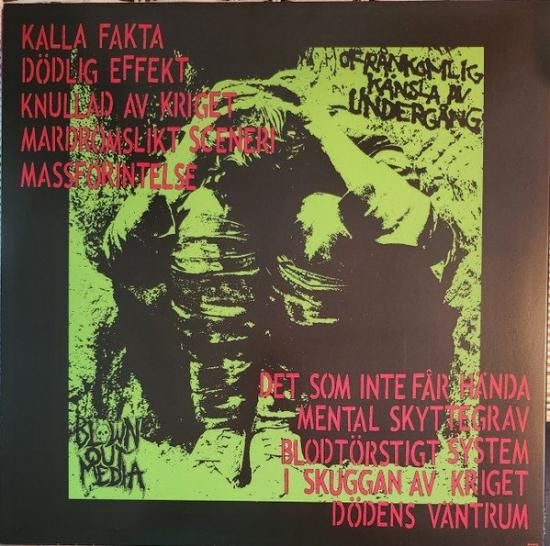 KALLA FAKTA
DÖDLIG EFFEKT
KNULLAD AV KRIGET
MARDRÖMSLIKT SCENERI
MASSFÖRINTELSE
OFRÅNKOMLIG
KÄNSLA AV
UNDERGÅNG
DET SOM INTE FÅR HÄNDA
MENTAL SKYTTEGRAV
BLODTÖRSTIGT SYSTEM
I SKUGGAN AV KRIGET
DÖDENS VÄNTRUM
BLOWN
OUT
MEDIA